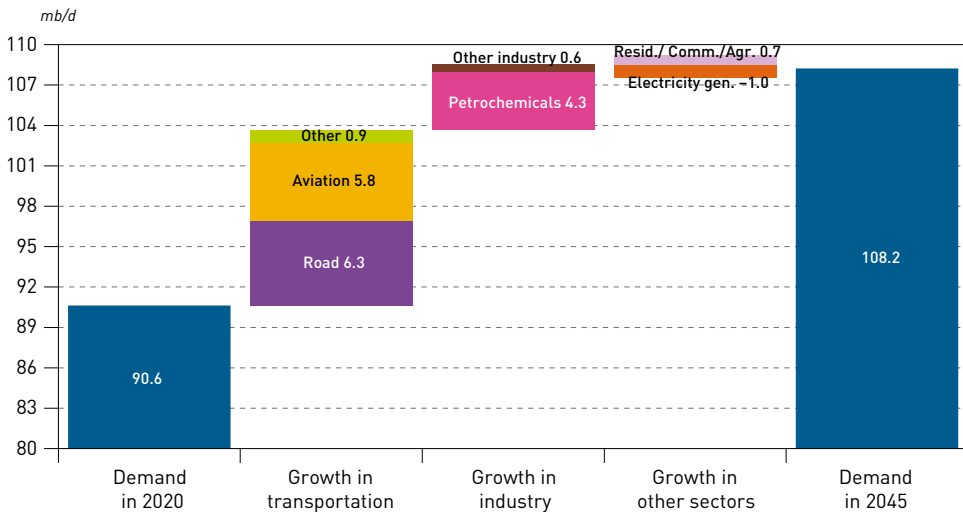 mb/d
110
107
104
101
98
95
92
89
86
83
80
90.6
Other 0.9
Aviation 5.8
Road 6.3
Other industry 0.6
Petrochemicals 4.3
Resid./ Comm./Agr. 0.7
Electricity gen. –1.0
108.2
Demand
in 2020
Growth in
transportation
Growth in
industry
Growth in
other sectors
Demand
in 2045